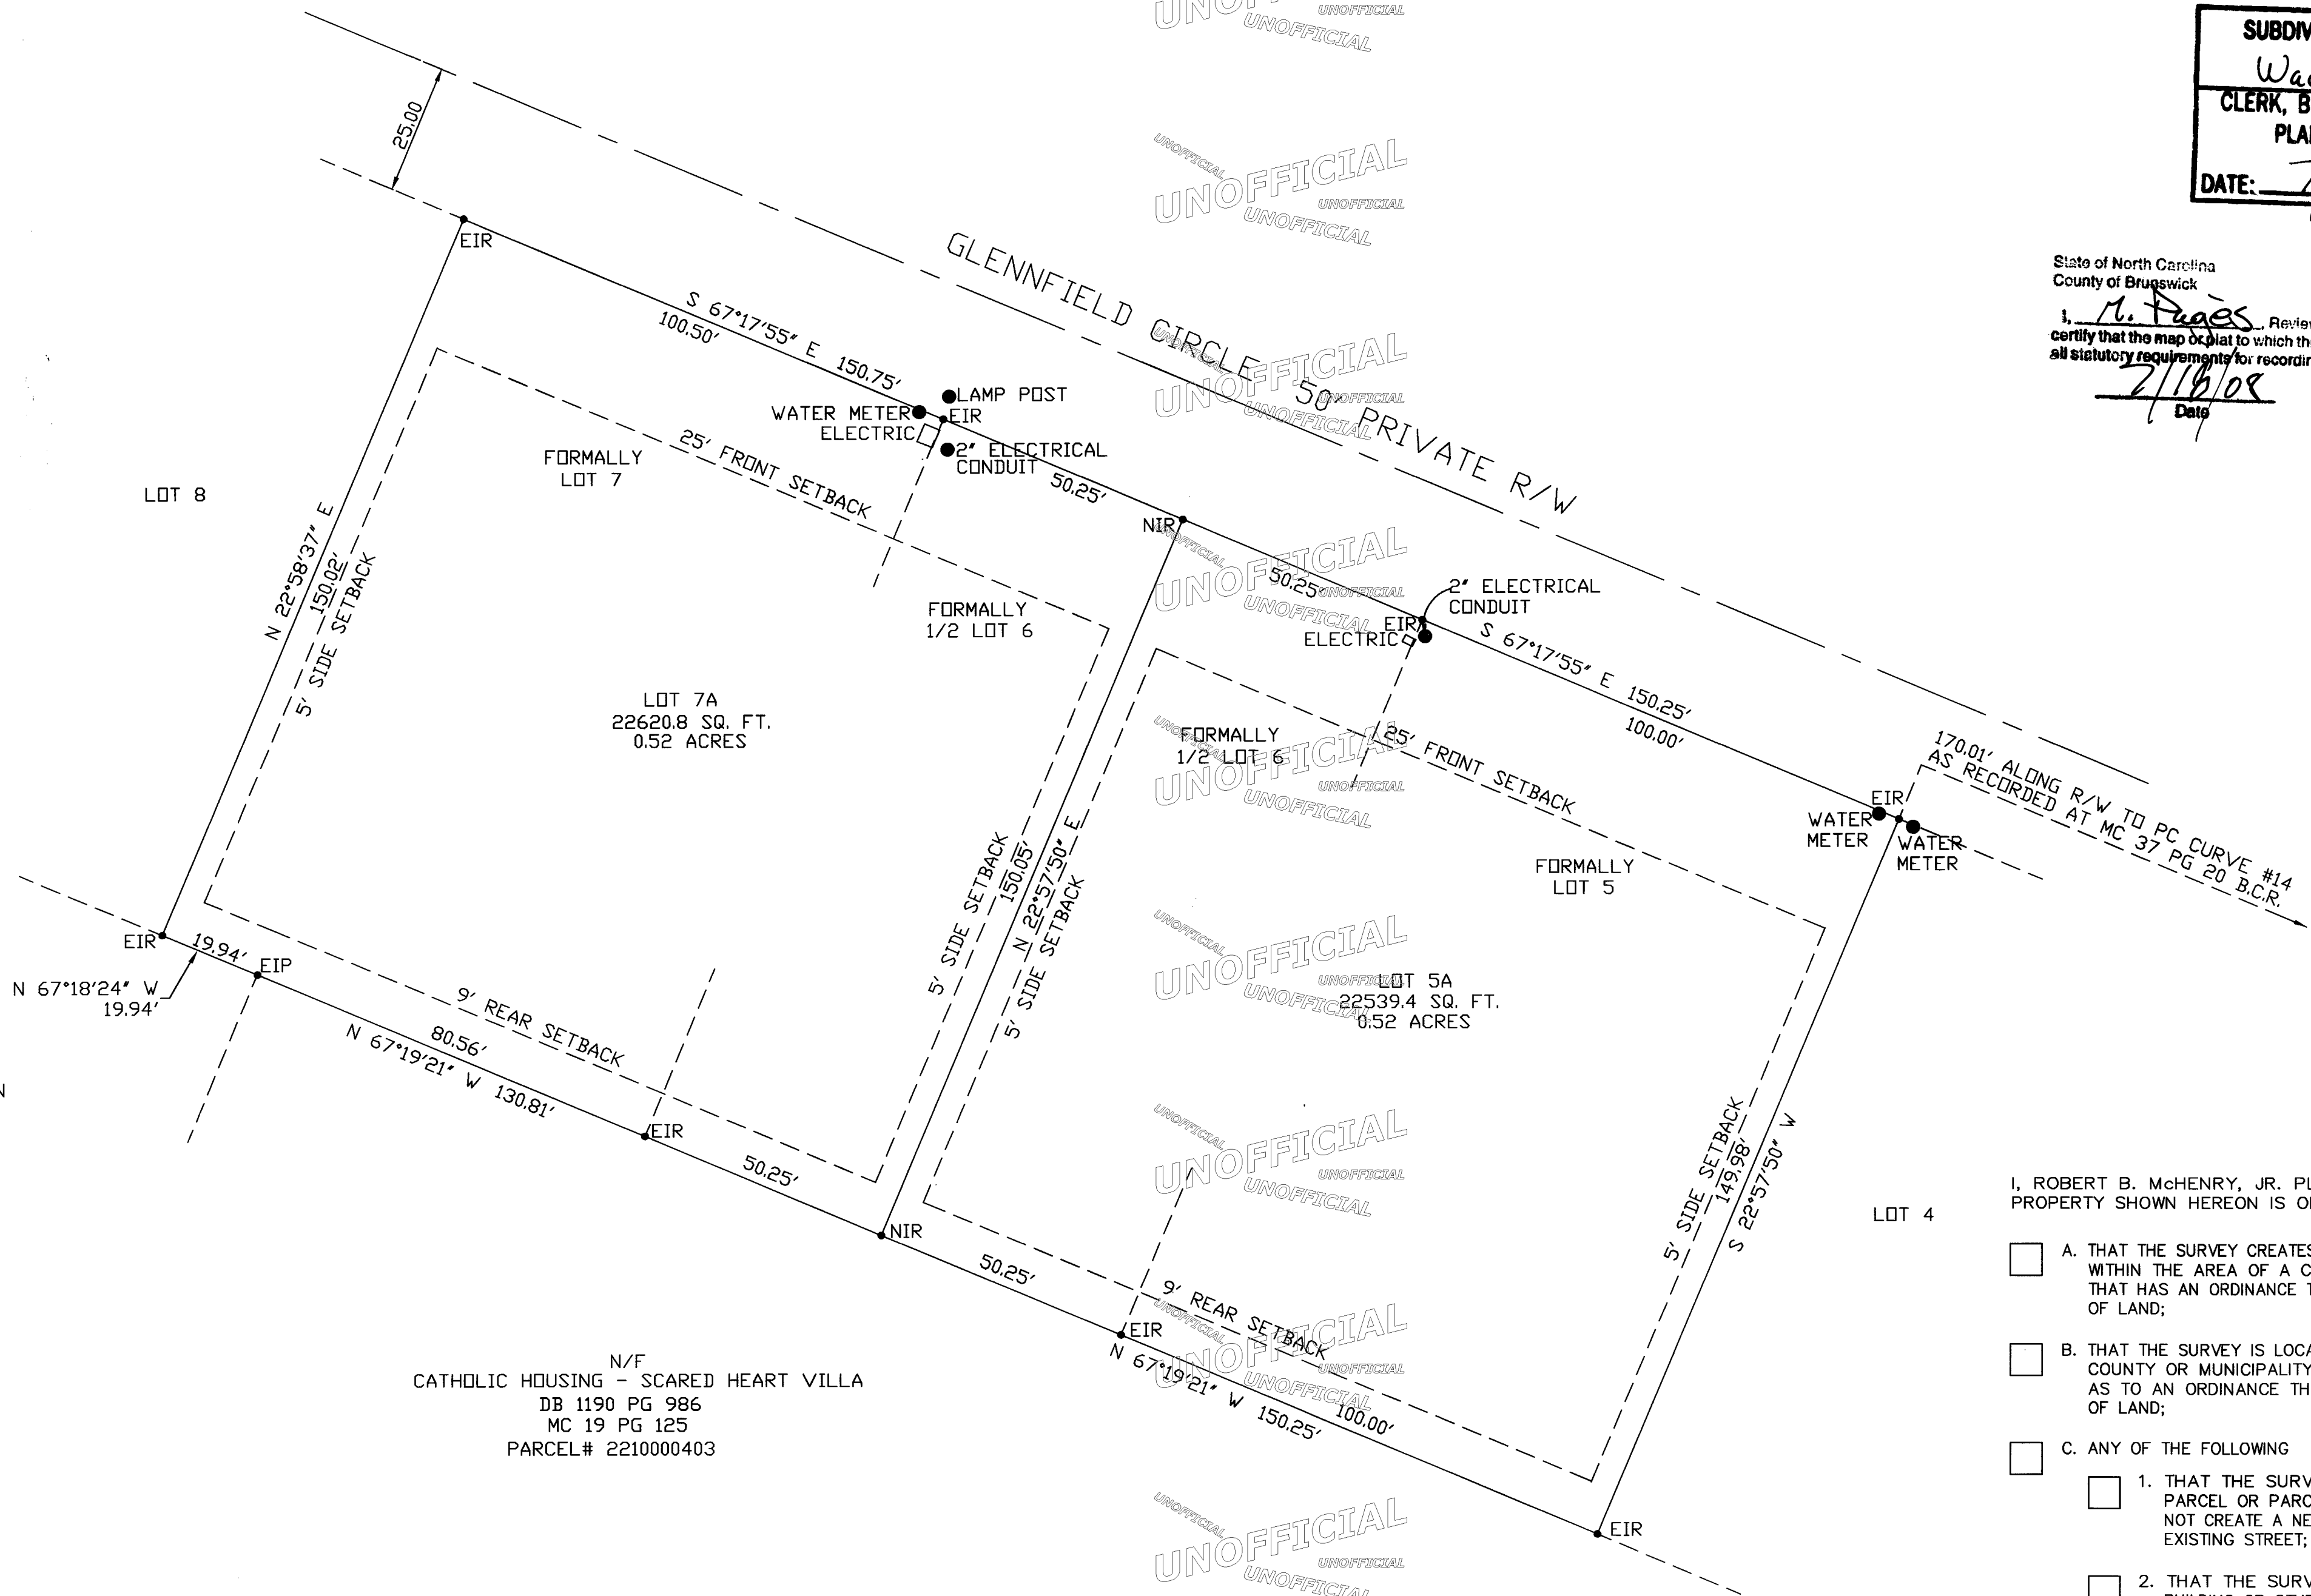 UNOFFICIAL
UNOFFICIAL
UNOFFICIAL
CLERK,
DATE:
State of North Carolina
County of Brunswick
I, M. Pages,
certify that the map or plat to which
all statutory requirements for
7/18/08
Date
25.00
EIR
GLENNFIELD CIRCLE 50' PRIVATE R/W
S 67°17'55" E 150.75'
100.50'
LAMP POST
WATER METER
EIR
ELECTRIC
2" ELECTRICAL
CONDUIT
50.25'
25' FRONT SETBACK
FORMALLY
LOT 7
LOT 8
N 22°58'37" E
150.02'
5' SIDE SETBACK
NIR
50.25'
FORMALLY
1/2 LOT 6
2" ELECTRICAL
CONDUIT
EIR
ELECTRIC
S 67°17'55" E 150.25'
100.00'
LOT 7A
22620.8 SQ. FT.
0.52 ACRES
FORMALLY
1/2 LOT 6
25' FRONT SETBACK
170.01' ALONG R/W TO PC CURVE #14
AS RECORDED AT MC 37 PG 20 B.C.R.
EIR
WATER
METER
WATER
METER
FORMALLY
LOT 5
5' SIDE SETBACK
150.05'
N 22°57'50" E
5' SIDE SETBACK
EIR
19.94'
EIP
N 67°18'24" W
19.94'
9' REAR SETBACK
80.56'
N 67°19'21" W 130.81'
EIR
50.25'
LOT 5A
22539.4 SQ. FT.
0.52 ACRES
5' SIDE SETBACK
149.98'
S 22°57'50" W
LOT 4
NIR
50.25'
EIR
9' REAR SETBACK
N 67°19'21" W 150.25'
100.00'
EIR
N/F
CATHOLIC HOUSING - SCARED HEART VILLA
DB 1190 PG 986
MC 19 PG 125
PARCEL# 2210000403
I, ROBERT B. McHENRY, JR.
PROPERTY SHOWN HEREON IS
A. THAT THE SURVEY CREATES
WITHIN THE AREA OF A
THAT HAS AN ORDINANCE
OF LAND;
B. THAT THE SURVEY IS
COUNTY OR MUNICIPALITY
AS TO AN ORDINANCE
OF LAND;
C. ANY OF THE FOLLOWING
1. THAT THE
PARCEL OR
NOT CREATE A
EXISTING STREET;
2. THAT THE
UNOFFICIAL
UNOFFICIAL
UNOFFICIAL
UNOFFICIAL